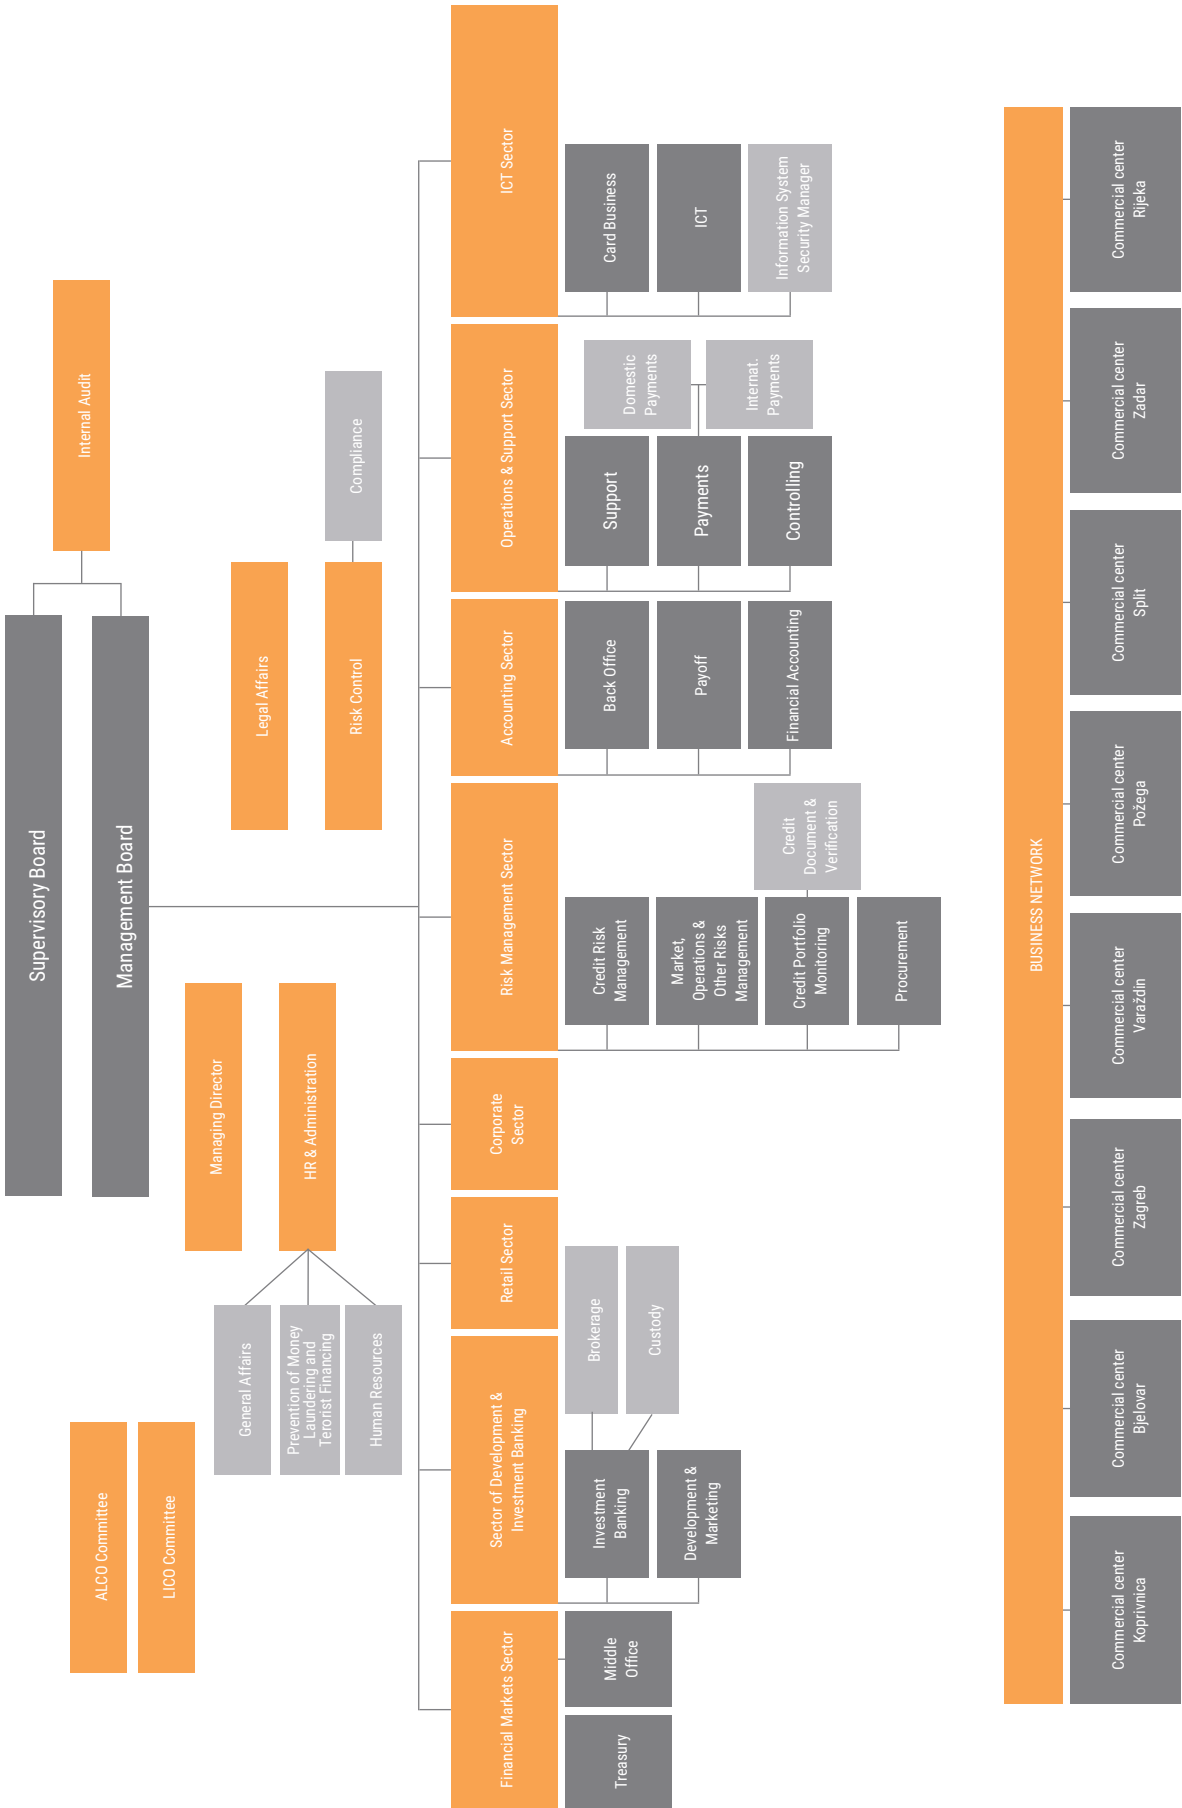 Supervisory Board
Management Board
Internal Audit
ALCO Committee
LICO Committee
Managing Director
HR & Administration
General Affairs
Prevention of Money
Laundering and
Terorist Financing
Human Resources
Legal Affairs
Risk Control
Compliance
Financial Markets Sector
Treasury
Middle
Office
Sector of Development &
Investment Banking
Investment
Banking
Development &
Marketing
Brokerage
Custody
Retail Sector
Corporate
Sector
Risk Management Sector
Credit Risk
Management
Market,
Operations &
Other Risks
Management
Credit Portfolio
Monitoring
Procurement
Credit
Document &
Verification
Accounting Sector
Back Office
Payoff
Financial Accounting
Operations & Support Sector
Support
Payments
Controlling
Domestic
Payments
Internat.
Payments
ICT Sector
Card Business
ICT
Information System
Security Manager
BUSINESS NETWORK
Commercial center
Koprivnica
Commercial center
Bjelovar
Commercial center
Zagreb
Commercial center
Varaždin
Commercial center
Požega
Commercial center
Split
Commercial center
Zadar
Commercial center
Rijeka